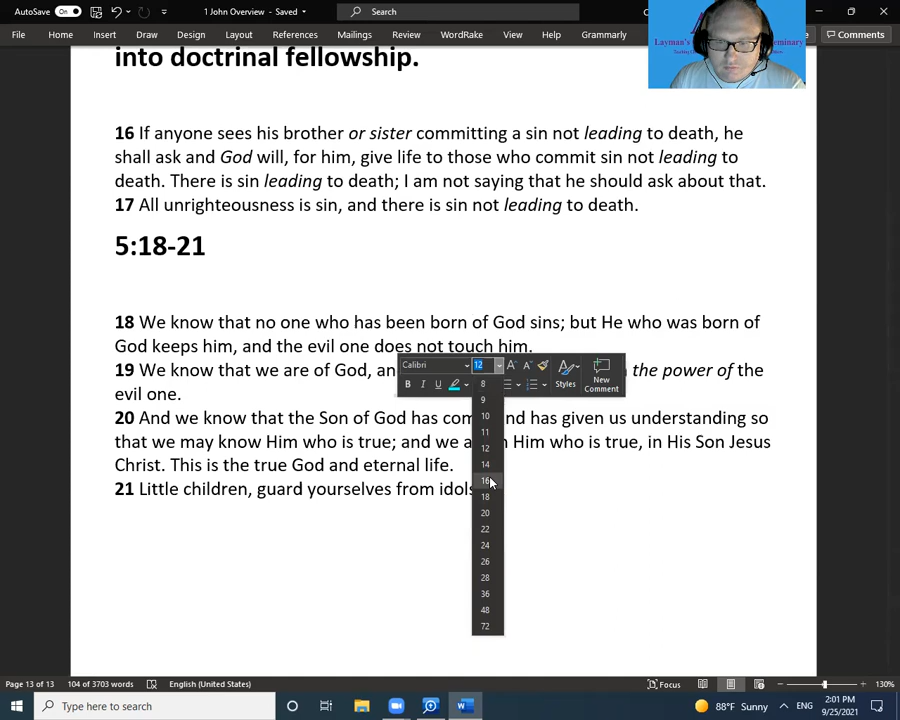 AutoSave On 1 John Overview - Saved Search
File Home Insert Draw Design Layout References Mailings Review WordRake View Help Grammarly Comments
Layman's
into doctrinal fellowship.
16 If anyone sees his brother or sister committing a sin not leading to death, he
shall ask and God will, for him, give life to those who commit sin not leading to
death. There is sin leading to death; I am not saying that he should ask about that.
17 All unrighteousness is sin, and there is sin not leading to death.
5:18-21
18 We know that no one who has been born of God sins; but He who was born of
God keeps him, and the evil one does not touch him.
19 We know that we are of God, an the power of the
evil one.
20 And we know that the Son of God has com nd has given us understanding so
that we may know Him who is true; and we a Him who is true, in His Son Jesus
Christ. This is the true God and eternal life.
21 Little children, guard yourselves from idols
Calibri 12
B I U Styles New
Comment
8
9
10
11
12
14
16
18
20
22
24
26
28
36
48
72
Page 13 of 13 104 of 3703 words English (United States) Focus 130%
Type here to search 88°F Sunny ENG 2:01 PM
9/25/2021